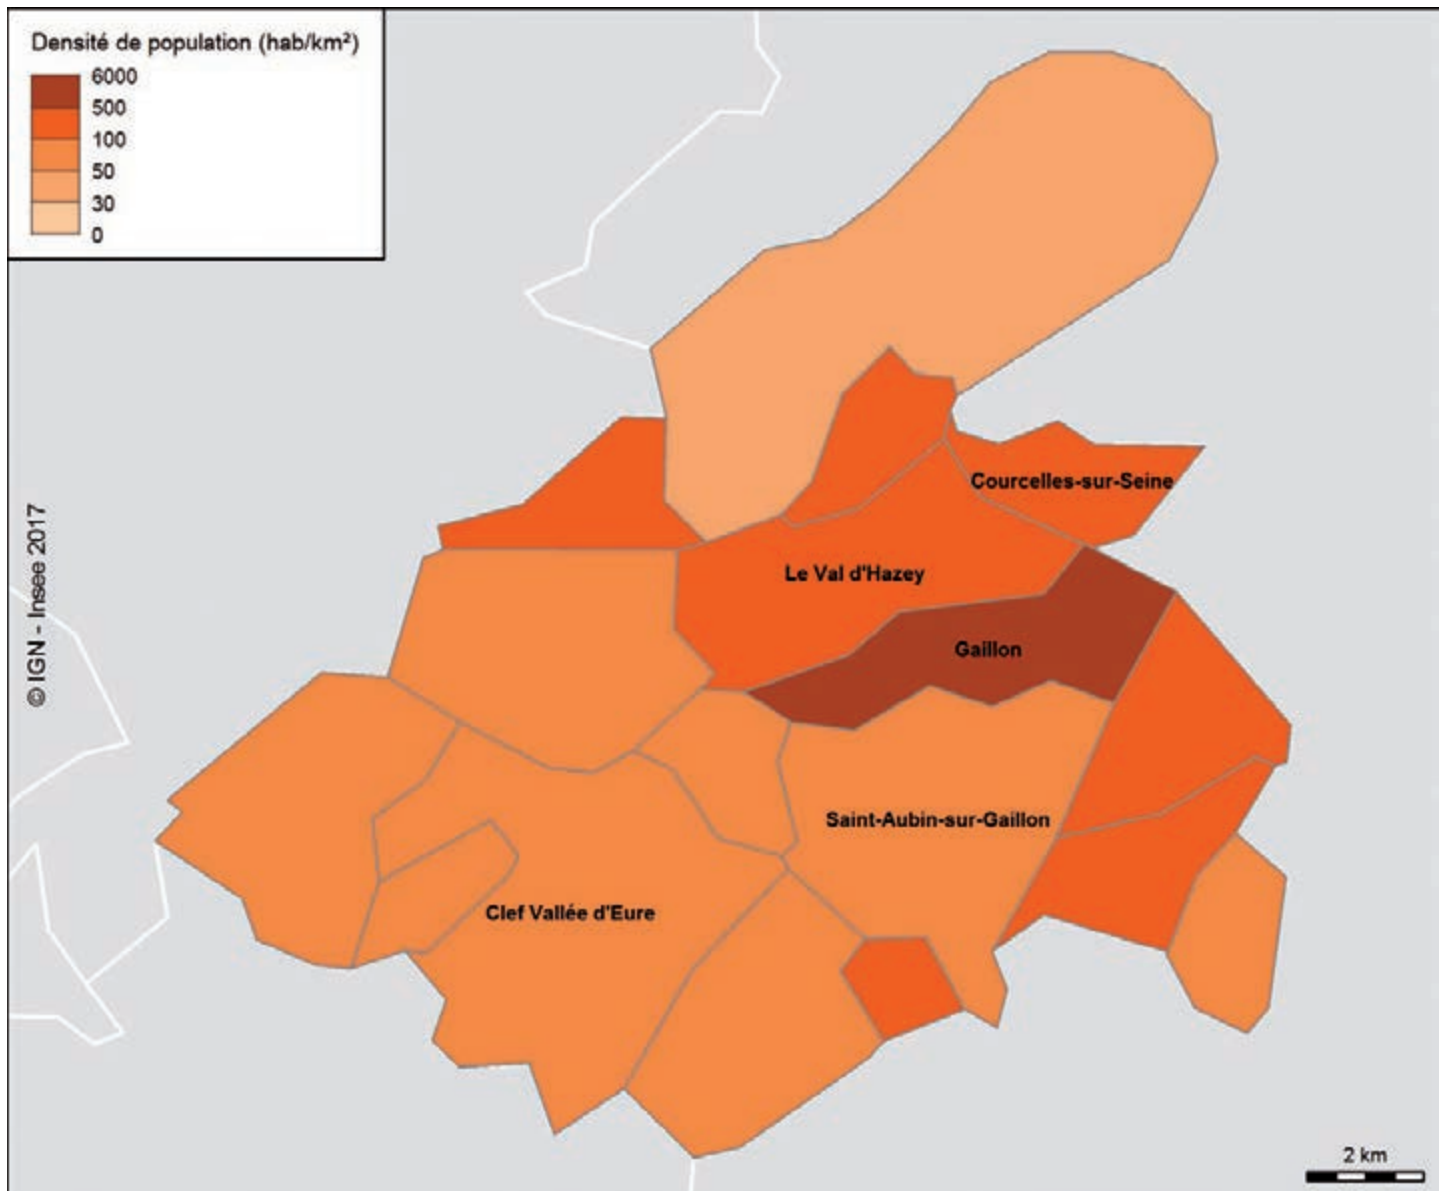 Densité de population (hab/km²)
6000
500
100
50
30
0
Courcelles-sur-Seine
Le Val d'Hazey
Gaillon
Saint-Aubin-sur-Gaillon
Clef Vallée d'Eure
© IGN - Insee 2017
2 km